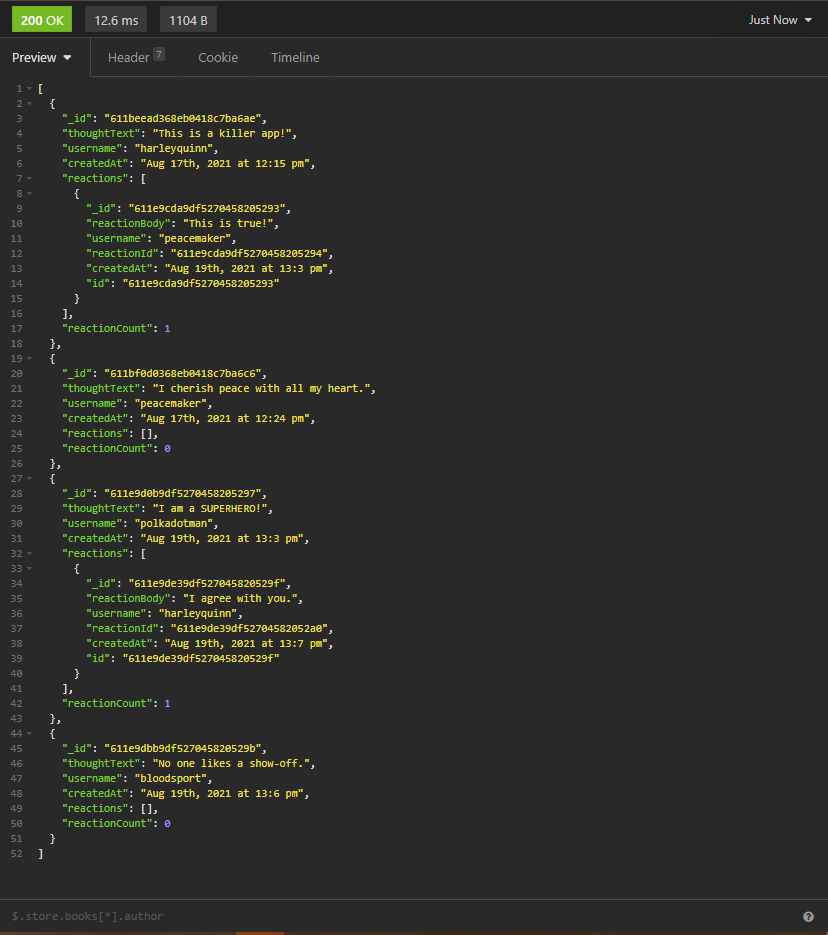 200 OK 12.6 ms 1104 B Just Now
Preview Header 7 Cookie Timeline
1 [
2 {
3 "_id": "611beead368eb0418c7ba6ae",
4 "thoughtText": "This is a killer app!",
5 "username": "harleyquinn",
6 "createdAt": "Aug 17th, 2021 at 12:15 pm",
7 "reactions": [
8 {
9 "_id": "611e9cda9df5270458205293",
10 "reactionBody": "This is true!",
11 "username": "peacemaker",
12 "reactionId": "611e9cda9df5270458205294",
13 "createdAt": "Aug 19th, 2021 at 13:3 pm",
14 "id": "611e9cda9df5270458205293"
15 }
16 ],
17 "reactionCount": 1
18 },
19 {
20 "_id": "611bf0d0368eb0418c7ba6c6",
21 "thoughtText": "I cherish peace with all my heart.",
22 "username": "peacemaker",
23 "createdAt": "Aug 17th, 2021 at 12:24 pm",
24 "reactions": [],
25 "reactionCount": 0
26 },
27 {
28 "_id": "611e9d0b9df5270458205297",
29 "thoughtText": "I am a SUPERHERO!",
30 "username": "polkadotman",
31 "createdAt": "Aug 19th, 2021 at 13:3 pm",
32 "reactions": [
33 {
34 "_id": "611e9de39df527045820529f",
35 "reactionBody": "I agree with you.",
36 "username": "harleyquinn",
37 "reactionId": "611e9de39df52704582052a0",
38 "createdAt": "Aug 19th, 2021 at 13:7 pm",
39 "id": "611e9de39df527045820529f"
40 }
41 ],
42 "reactionCount": 1
43 },
44 {
45 "_id": "611e9dbb9df527045820529b",
46 "thoughtText": "No one likes a show-off.",
47 "username": "bloodsport",
48 "createdAt": "Aug 19th, 2021 at 13:6 pm",
49 "reactions": [],
50 "reactionCount": 0
51 }
52 ]
$.store.books[*].author